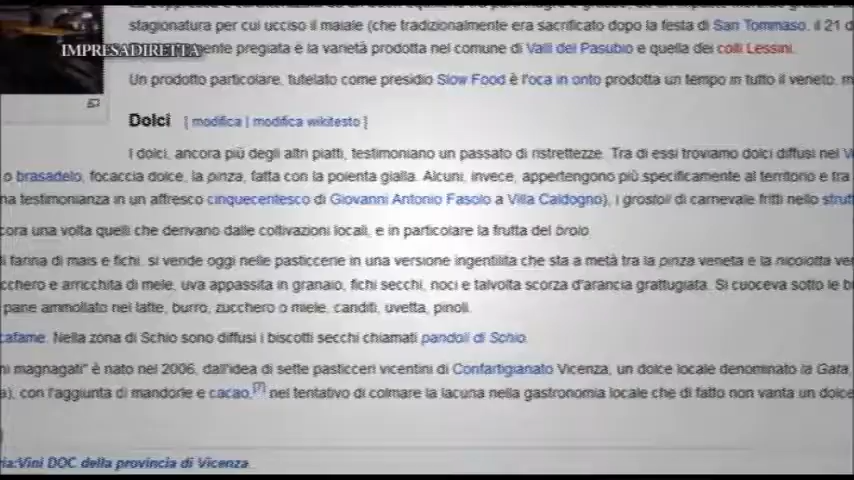 stagionatura per cui ucciso il maiale (che tradizionalmente era sacrificato dopo la festa di San Tommaso, il 21 d
IMPRESADIRETTA
ente pregiata è la varietà prodotta nel comune di Valli del Pasubio e quella dei colli Lessini.
Un prodotto particolare, tutelato come presidio Slow Food è l'oca in onto prodotta un tempo in tutto il veneto, m
Dolci [ modifica | modifica wikitesto ]
I dolci, ancora più degli altri piatti, testimoniano un passato di ristrettezze. Tra di essi troviamo dolci diffusi nel V
o brasadelo, focaccia dolce, la pinza, fatta con la polenta gialla. Alcuni, invece, appertengono più specificamente al territorio e tra
na testimonianza in un affresco cinquecentesco di Giovanni Antonio Fasolo a Villa Caldogno), i grostoli di carnevale fritti nello strutt
cora una volta quelli che derivano dalle coltivazioni locali, e in particolare la frutta del brolo.
i farina di mais e fichi, si vende oggi nelle pasticcerie in una versione ingentilita che sta a metà tra la pinza veneta e la nicolotta ve
cchero e arricchita di mele, uva appassita in granaio, fichi secchi, noci e talvolta scorza d'arancia grattugiata. Si cuoceva sotto le b
pane ammollato nel latte, burro, zucchero o miele, canditi, uvetta, pinoli.
cafame. Nella zona di Schio sono diffusi i biscotti secchi chiamati pandoli di Schio.
ni magnagati" è nato nel 2006, dall'idea di sette pasticceri vicentini di Confartigianato Vicenza, un dolce locale denominato la Gata,
a), con l'aggiunta di mandorle e cacao,[7] nel tentativo di colmare la lacuna nella gastronomia locale che di fatto non vanta un dolce
ria:Vini DOC della provincia di Vicenza